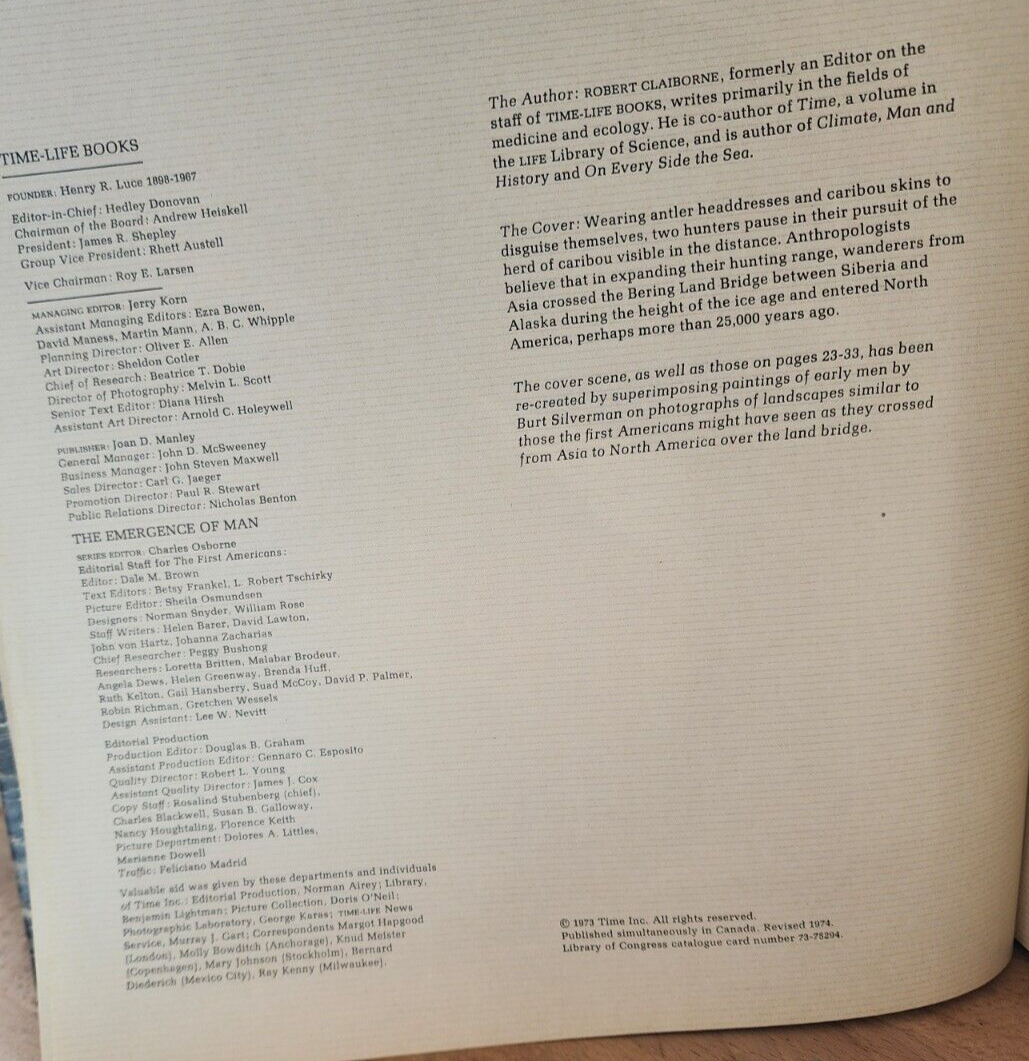 TIME-LIFE BOOKS
FOUNDER: Henry R. Luce 1898-1967
Editor-in-Chief: Hedley Donovan
Chairman of the Board: Andrew Heiskell
President: James R. Shepley
Group Vice President: Rhett Austell
Vice Chairman: Roy E. Larsen
MANAGING EDITOR: Jerry Korn
Assistant Managing Editors: Ezra Bowen,
David Maness, Martin Mann, A. B. C. Whipple
Planning Director: Oliver E. Allen
Art Director: Sheldon Cotler
Chief of Research: Beatrice T. Dobie
Director of Photography: Melvin L. Scott
Senior Text Editor: Diana Hirsh
Assistant Art Director: Arnold C. Holeywell
PUBLISHER: Joan D. Manley
General Manager: John D. McSweeney
Business Manager: John Steven Maxwell
Sales Director: Carl G. Jaeger
Promotion Director: Paul R. Stewart
Public Relations Director: Nicholas Benton
THE EMERGENCE OF MAN
SERIES EDITOR: Charles Osborne
Editorial Staff for The First Americans:
Editor: Dale M. Brown
Text Editors: Betsy Frankel, L. Robert Tschirky
Picture Editor: Sheila Osmundsen
Designers: Norman Snyder, William Rose
Staff Writers: Helen Barer, David Lawton,
John von Hartz, Johanna Zacharias
Chief Researcher: Peggy Bushong
Researchers: Loretta Britten, Malabar Brodeur,
Angela Dews, Helen Greenway, Brenda Huff,
Ruth Kelton, Gail Hansberry, Suad McCoy, David P. Palmer,
Robin Richman, Gretchen Wessels
Design Assistant: Lee W. Nevitt
Editorial Production
Production Editor: Douglas B. Graham
Assistant Production Editor: Gennaro C. Esposito
Quality Director: Robert L. Young
Assistant Quality Director: James J. Cox
Copy Staff: Rosalind Stubenberg (chief),
Charles Blackwell, Susan B. Galloway,
Nancy Houghtaling, Florence Keith
Picture Department: Dolores A. Littles,
Marianne Dowell
Traffic: Feliciano Madrid
Valuable aid was given by these departments and individuals
of Time Inc.: Editorial Production, Norman Airey; Library,
Benjamin Lightman; Picture Collection, Doris O'Neil;
Photographic Laboratory, George Karas; TIME-LIFE News
Service, Murray J. Gart; Correspondents Margot Hapgood
(London), Molly Bowditch (Anchorage), Knud Meister
(Copenhagen), Mary Johnson (Stockholm), Bernard
Diederich (Mexico City), Ray Kenny (Milwaukee).
The Author: ROBERT CLAIBORNE, formerly an Editor on the
staff of TIME-LIFE BOOKS, writes primarily in the fields of
medicine and ecology. He is co-author of Time, a volume in
the LIFE Library of Science, and is author of Climate, Man and
History and On Every Side the Sea.
The Cover: Wearing antler headdresses and caribou skins to
disguise themselves, two hunters pause in their pursuit of the
herd of caribou visible in the distance. Anthropologists
believe that in expanding their hunting range, wanderers from
Asia crossed the Bering Land Bridge between Siberia and
Alaska during the height of the ice age and entered North
America, perhaps more than 25,000 years ago.
The cover scene, as well as those on pages 23-33, has been
re-created by superimposing paintings of early men by
Burt Silverman on photographs of landscapes similar to
those the first Americans might have seen as they crossed
from Asia to North America over the land bridge.
© 1973 Time Inc. All rights reserved.
Published simultaneously in Canada. Revised 1974.
Library of Congress catalogue card number 73-75294.